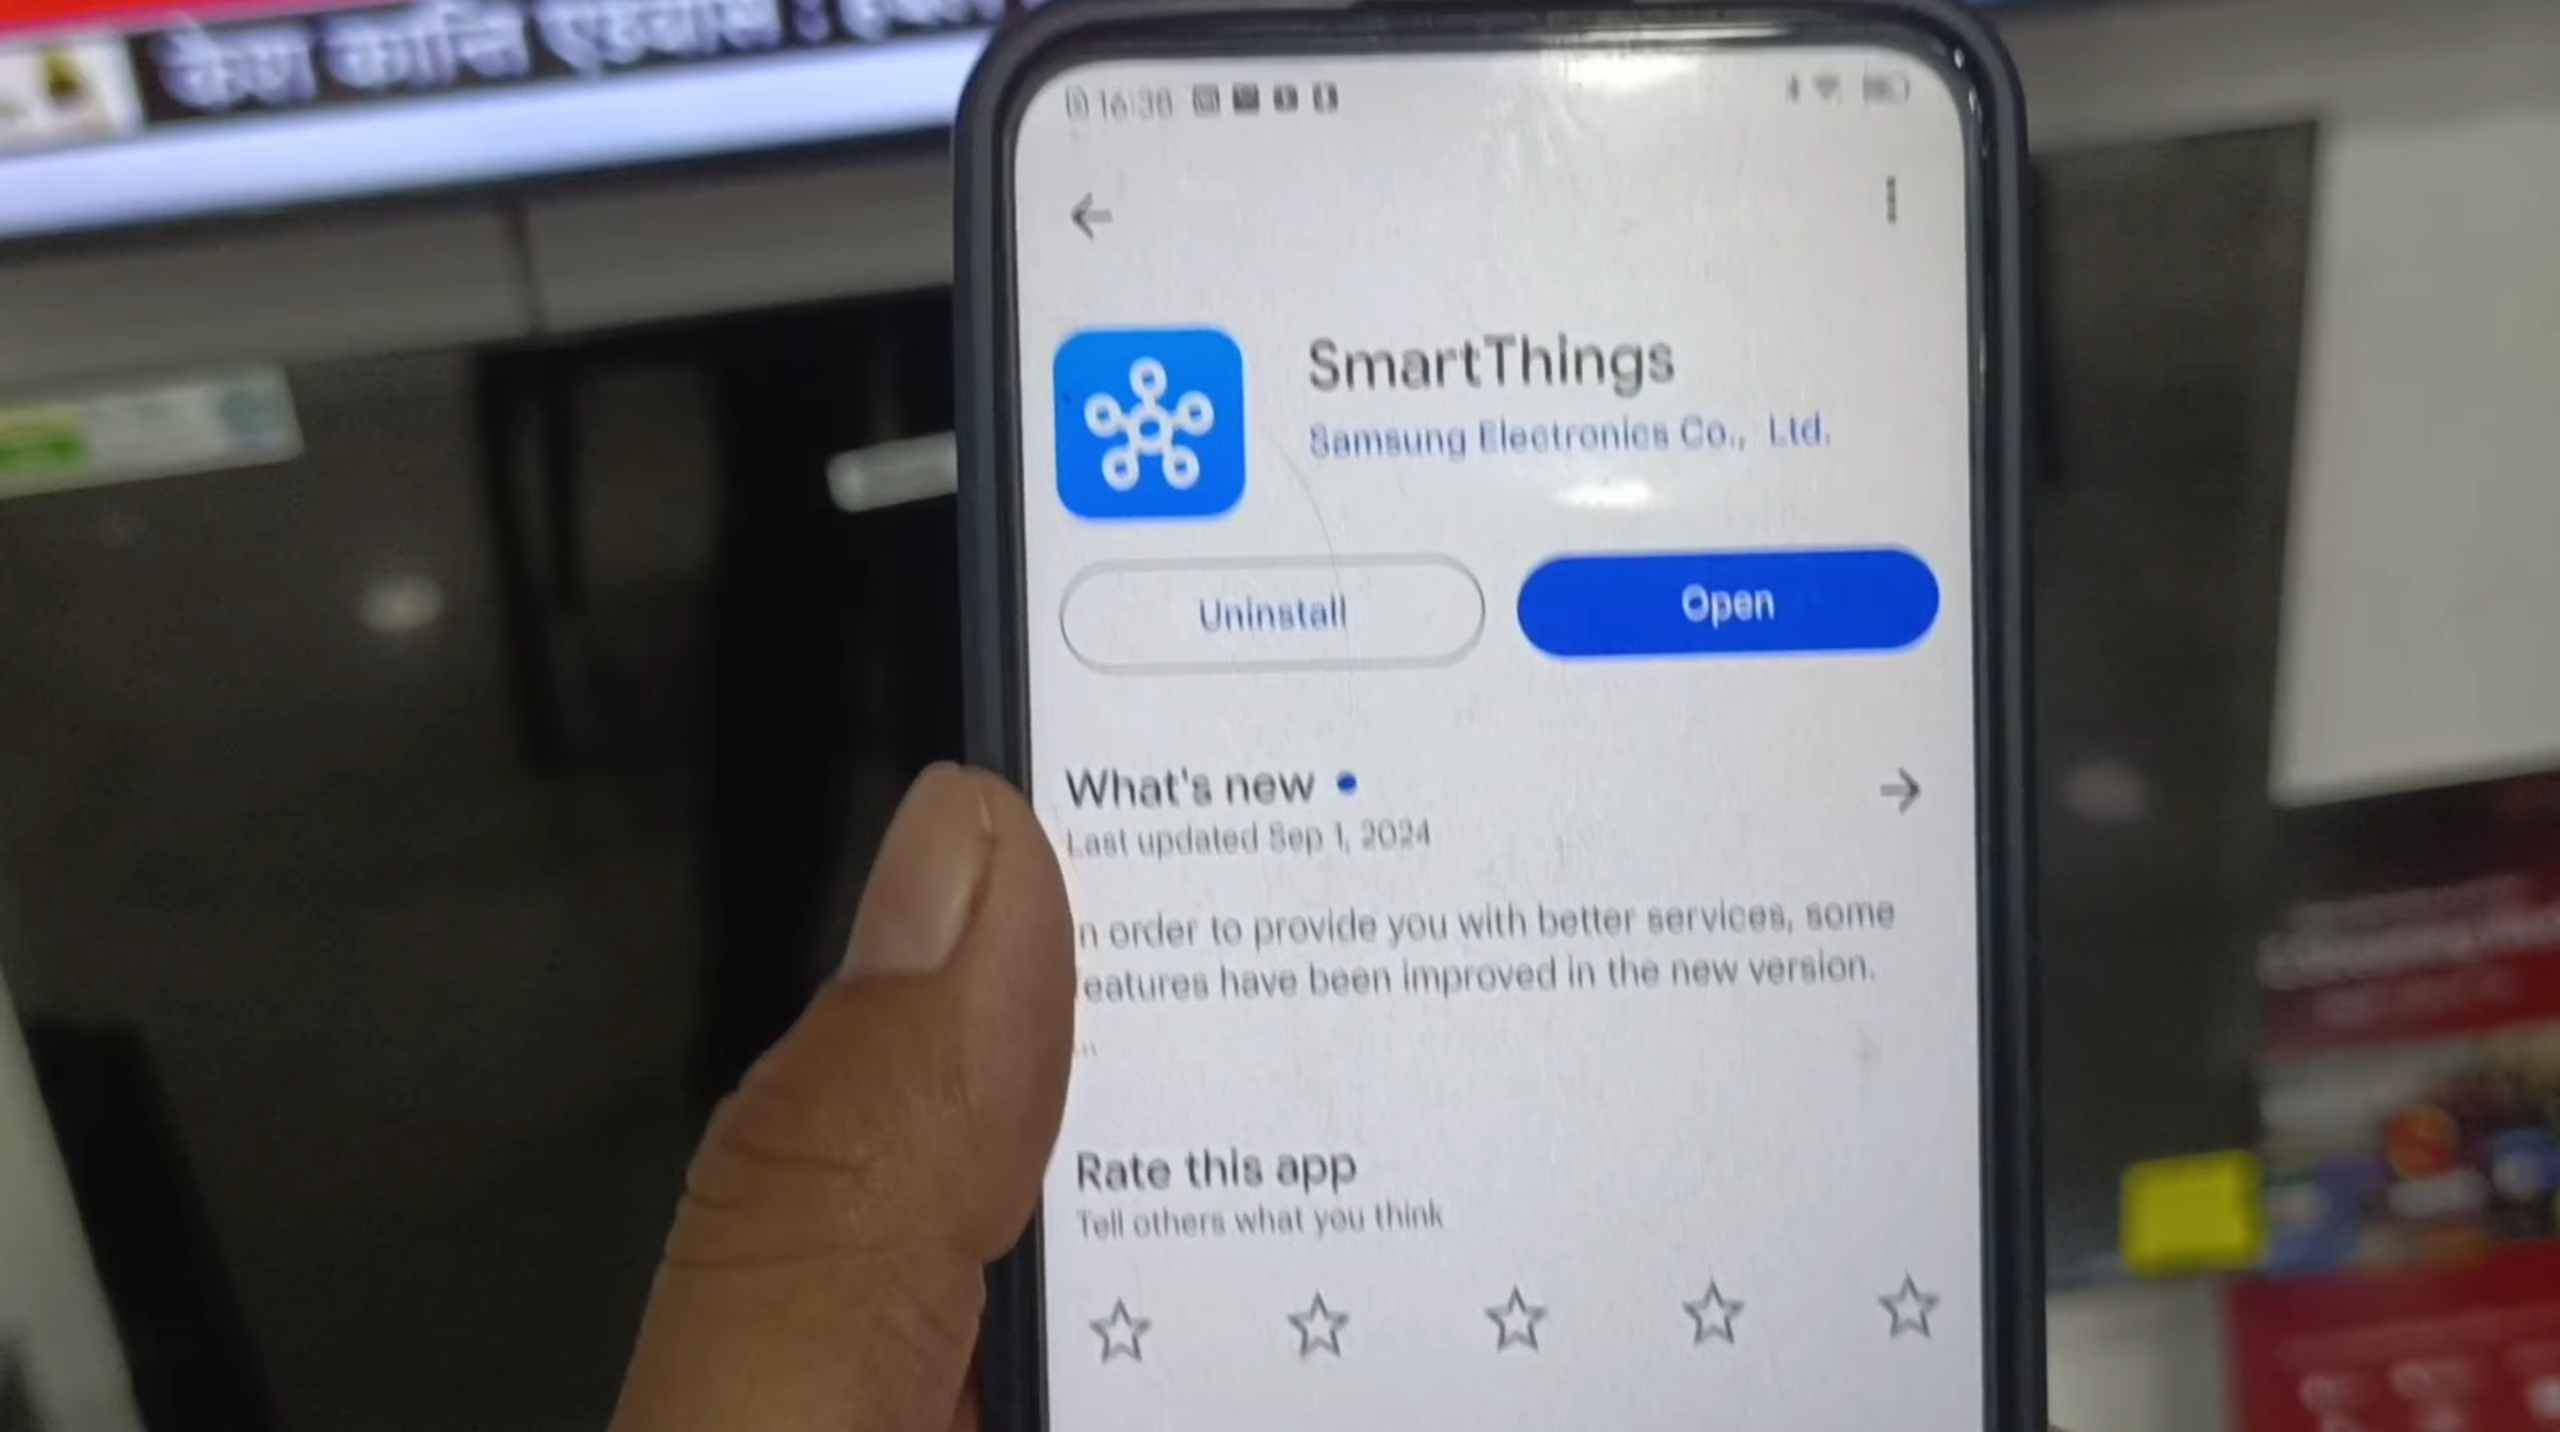 केश कान्ति एडवांस :
16:38
SmartThings
Samsung Electronics Co., Ltd.
Uninstall
Open
What's new
Last updated Sep 1, 2024
n order to provide you with better services, some
eatures have been improved in the new version.
...
Rate this app
Tell others what you think